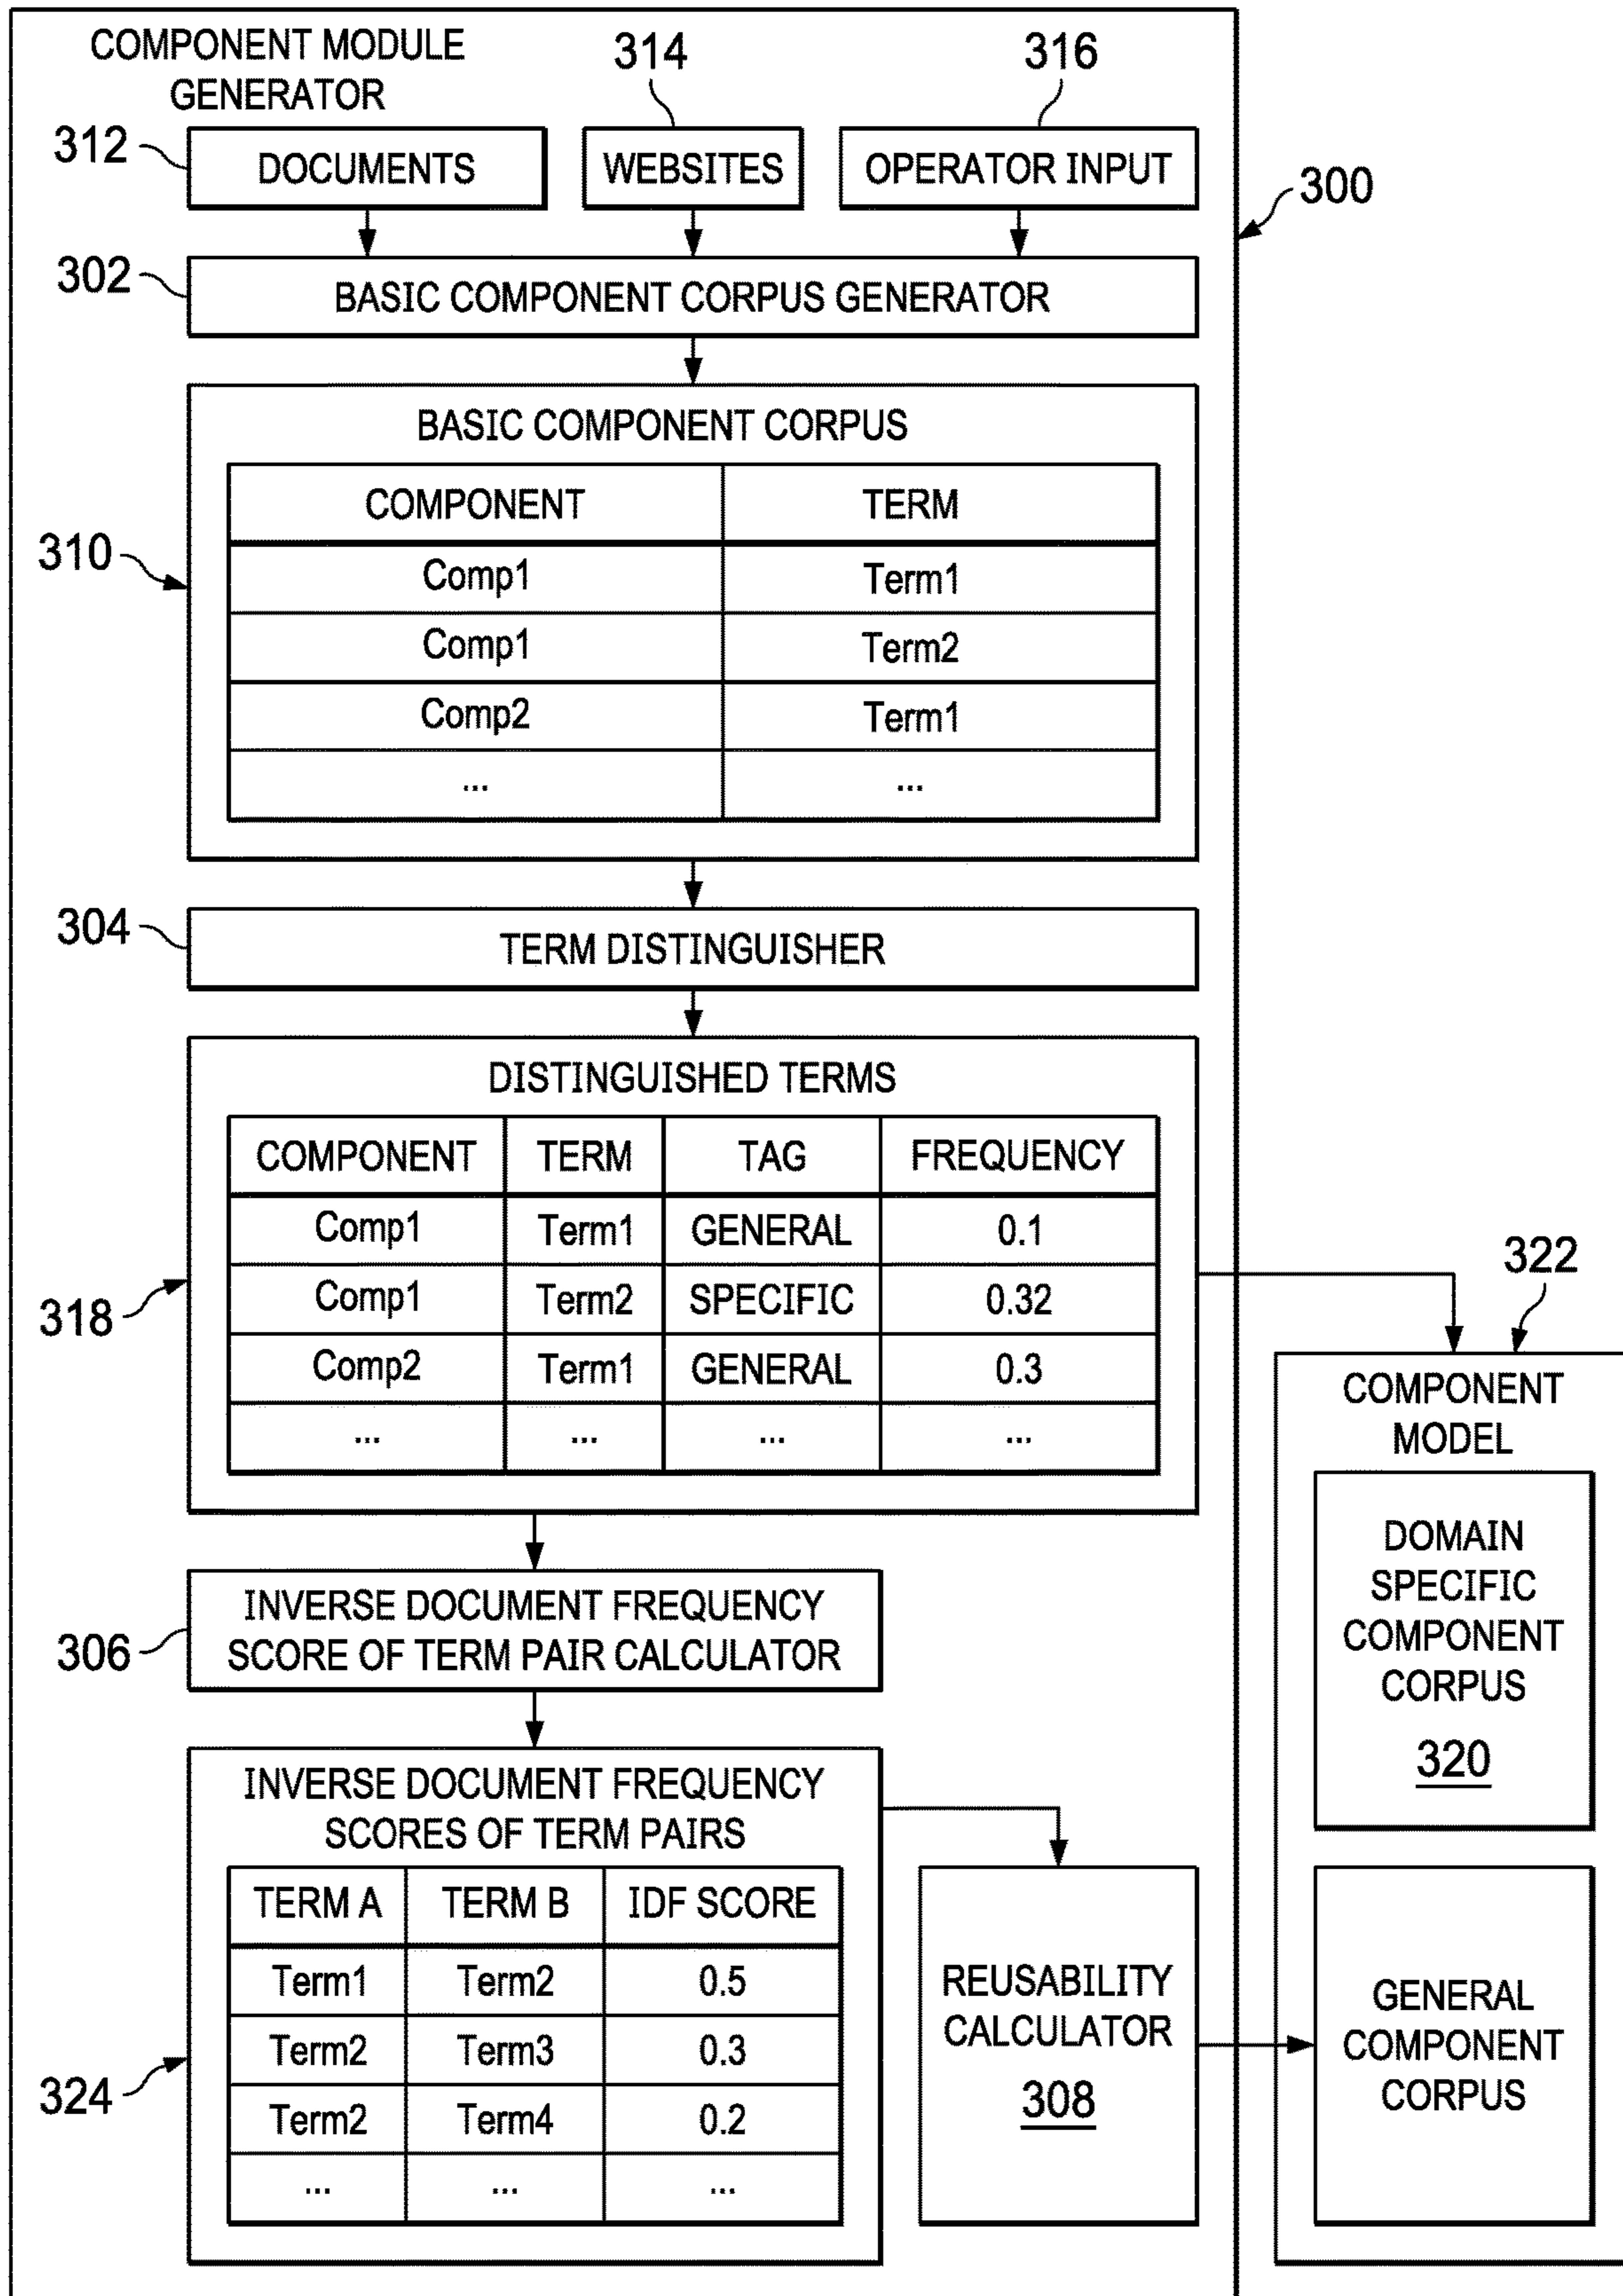 COMPONENT MODULE
GENERATOR
314
316
312
DOCUMENTS
WEBSITES
OPERATOR INPUT
300
302
BASIC COMPONENT CORPUS GENERATOR
BASIC COMPONENT CORPUS
310
COMPONENT TERM
Comp1 Term1
Comp1 Term2
Comp2 Term1
... ...
304
TERM DISTINGUISHER
DISTINGUISHED TERMS
318
COMPONENT TERM TAG FREQUENCY
Comp1 Term1 GENERAL 0.1
Comp1 Term2 SPECIFIC 0.32
Comp2 Term1 GENERAL 0.3
... ... ... ...
322
COMPONENT
MODEL
DOMAIN
SPECIFIC
COMPONENT
CORPUS
320
306
INVERSE DOCUMENT FREQUENCY
SCORE OF TERM PAIR CALCULATOR
INVERSE DOCUMENT FREQUENCY
SCORES OF TERM PAIRS
324
TERM A TERM B IDF SCORE
Term1 Term2 0.5
Term2 Term3 0.3
Term2 Term4 0.2
... ... ...
REUSABILITY
CALCULATOR
308
GENERAL
COMPONENT
CORPUS